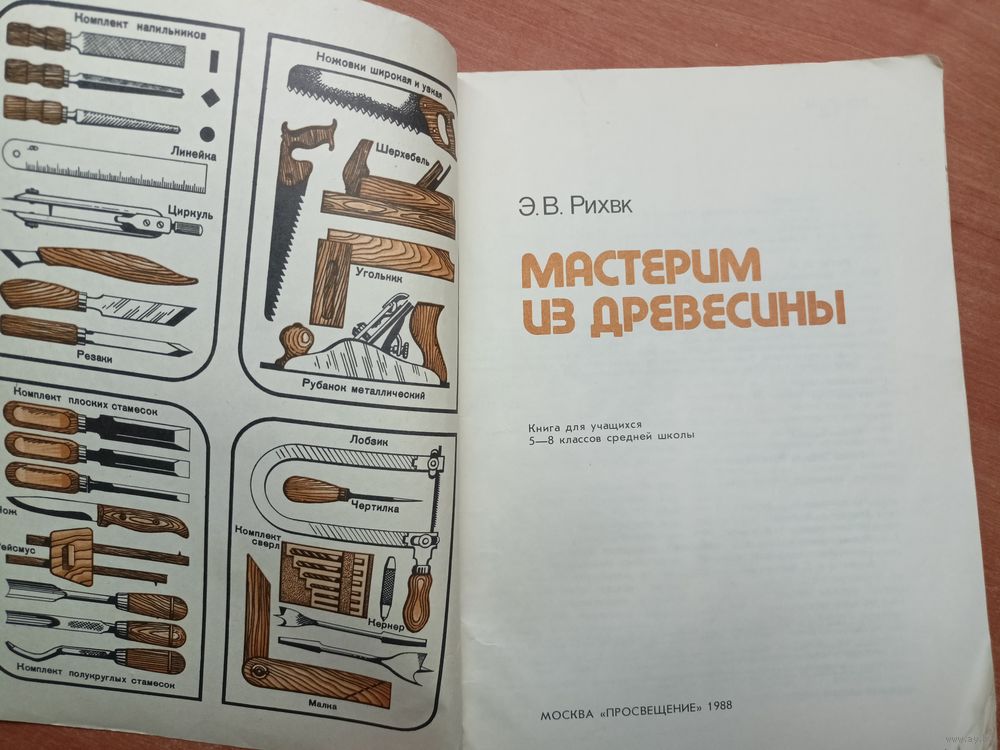 Комплект напильников
Линейка
Циркуль
Резаки
Ножовки широкая и узкая
Шерхебель
Угольник
Рубанок металлический
Комплект плоских стамесок
Нож
Рейсмус
Комплект полукруглых стамесок
Лобзик
Чертилка
Комплект
сверл
Кернер
Малка
Э. В. Рихвк
МАСТЕРИМ
ИЗ ДРЕВЕСИНЫ
Книга для учащихся
5—8 классов средней школы
МОСКВА «ПРОСВЕЩЕНИЕ» 1988